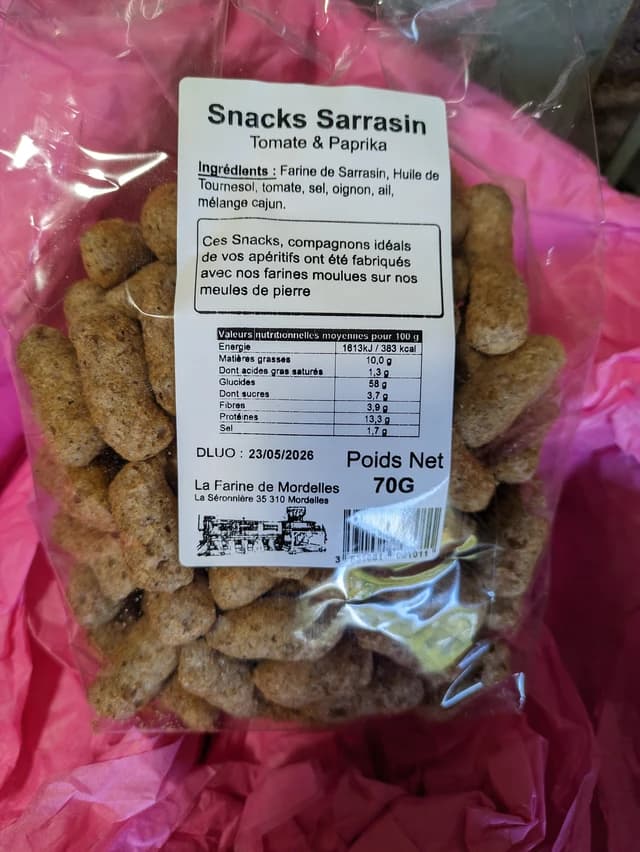 Snacks Sarrasin
Tomate & Paprika
Ingrédients : Farine de Sarrasin, Huile de
Tournesol, tomate, sel, oignon, ail,
mélange cajun.
Ces Snacks, compagnons idéals
de vos apéritifs ont été fabriqués
avec nos farines moulues sur nos
meules de pierre
Valeurs nutritionnelles moyennes pour 100 g
Energie 1613kJ / 383 kcal
Matières grasses 10,0 g
Dont acides gras saturés 1,3 g
Glucides 58 g
Dont sucres 3,7 g
Fibres 3,9 g
Protéines 13,3 g
Sel 1,7 g
DLUO : 23/05/2026
Poids Net
70G
La Farine de Mordelles
La Séronnière 35 310 Mordelles